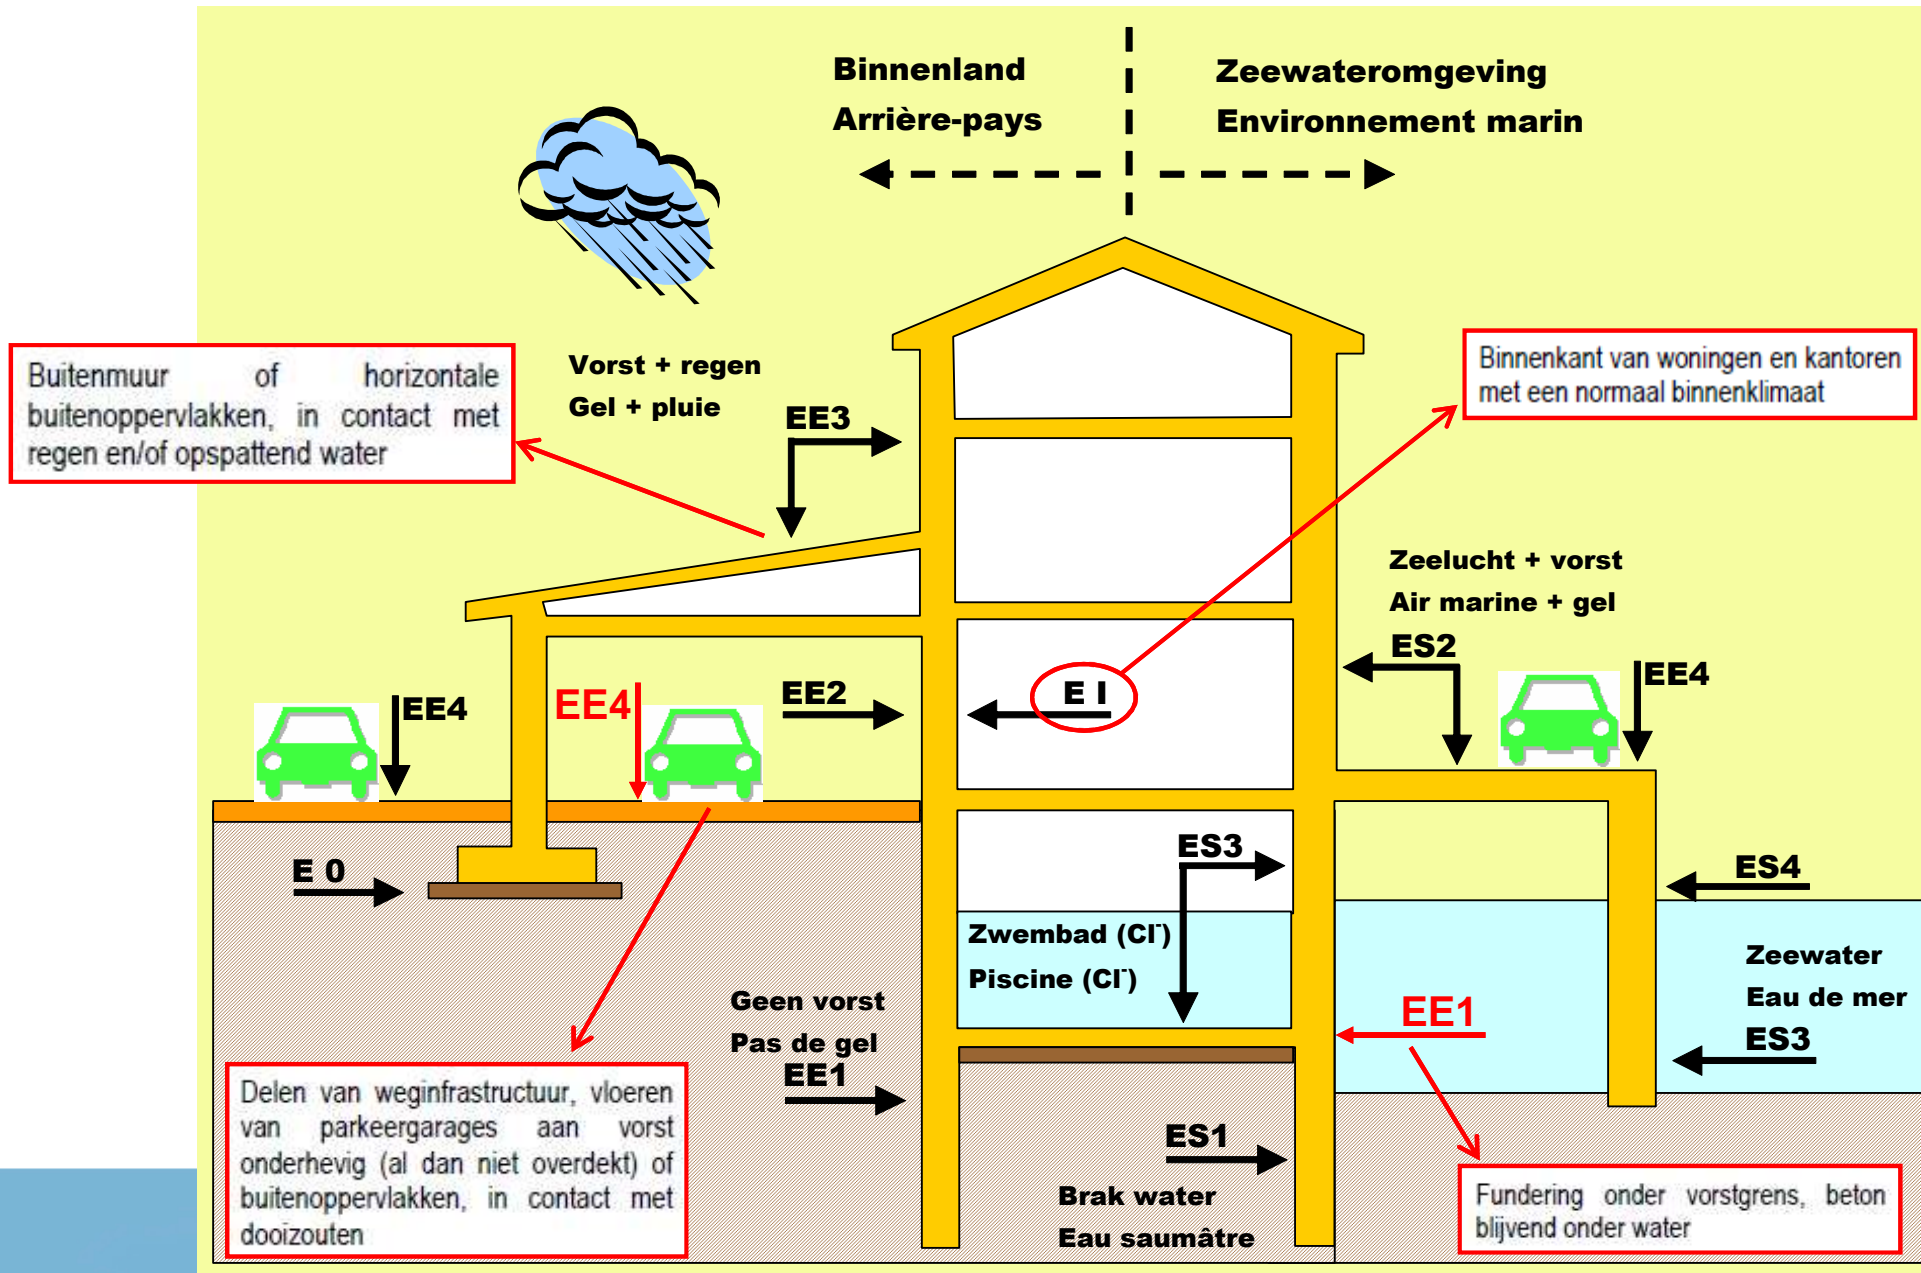 Binnenland
Arrière-pays
Zeewateromgeving
Environnement marin
Buitenmuur of horizontale
buitenoppervlakken, in contact met
regen en/of opspattend water
Vorst + regen
Gel + pluie
EE3
Binnenkant van woningen en kantoren
met een normaal binnenklimaat
Zeelucht + vorst
Air marine + gel
ES2
EE4
EE4
EE4
EE2
E I
E 0
ES3
ES4
Zwembad (Cl⁻)
Piscine (Cl⁻)
Zeewater
Eau de mer
ES3
Geen vorst
Pas de gel
EE1
EE1
Delen van weginfrastructuur, vloeren
van parkeergarages aan vorst
onderhevig (al dan niet overdekt) of
buitenoppervlakken, in contact met
dooizouten
ES1
Brak water
Eau saumâtre
Fundering onder vorstgrens, beton
blijvend onder water